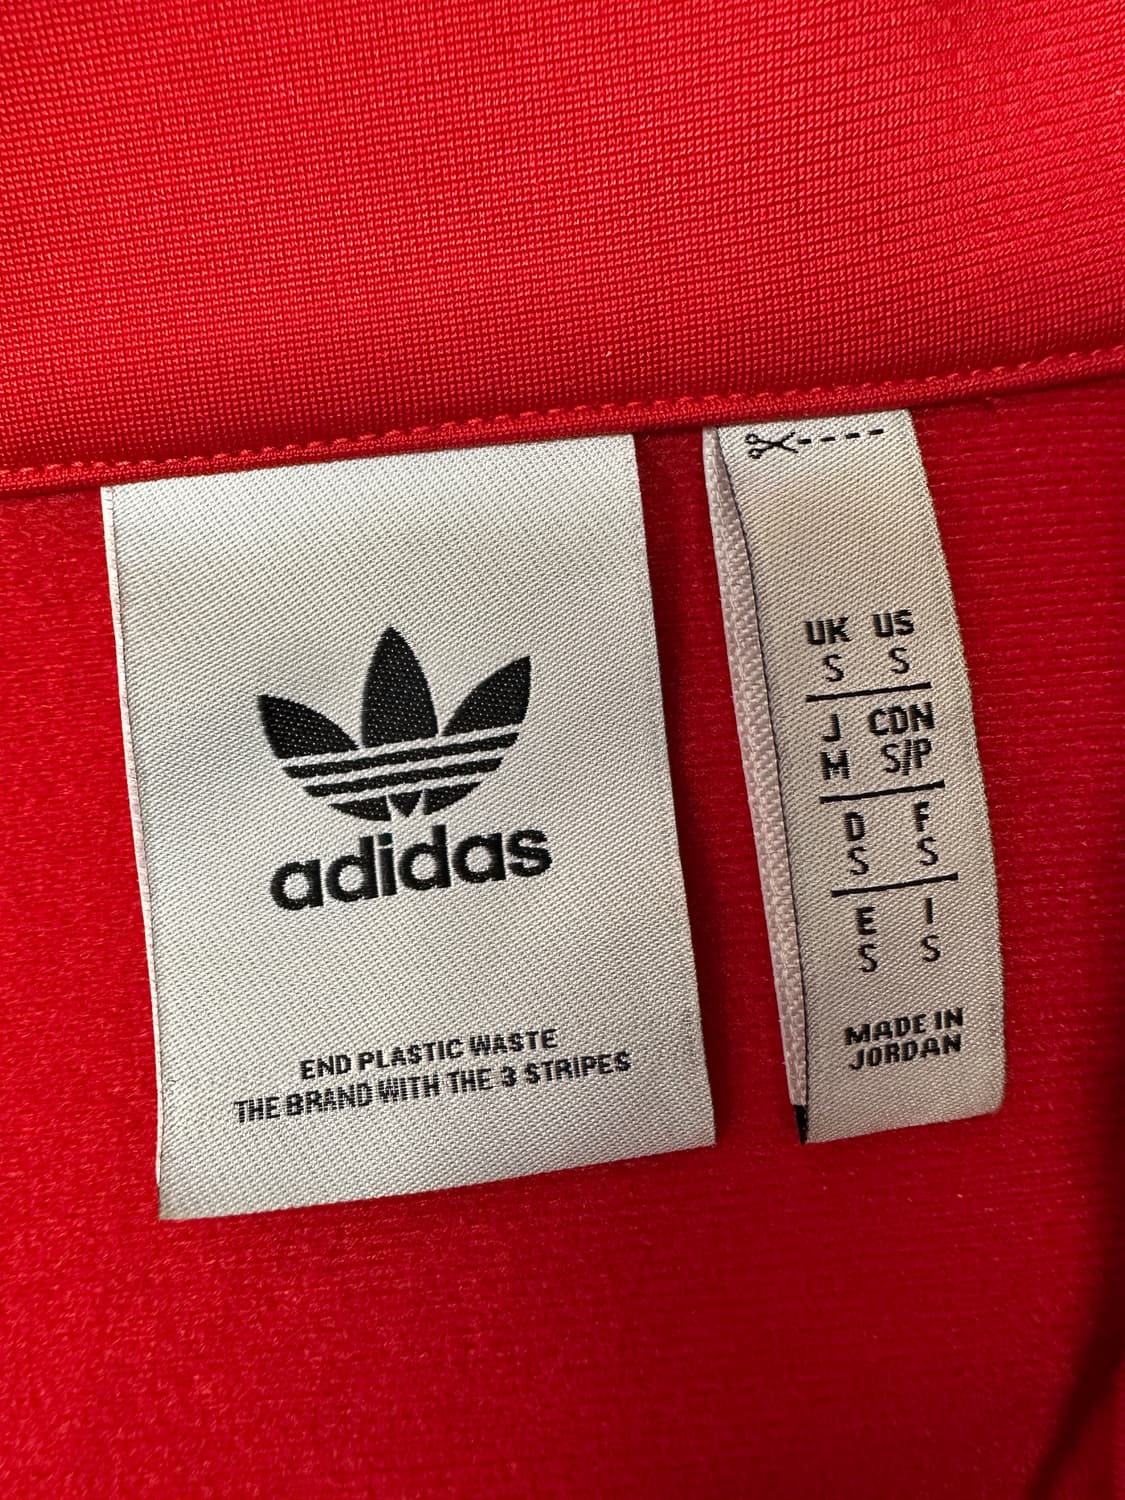 adidas
END PLASTIC WASTE
THE BRAND WITH THE 3 STRIPES
UK US
S S
J CDN
M S/P
D F
S S
E I
S S
MADE IN
JORDAN